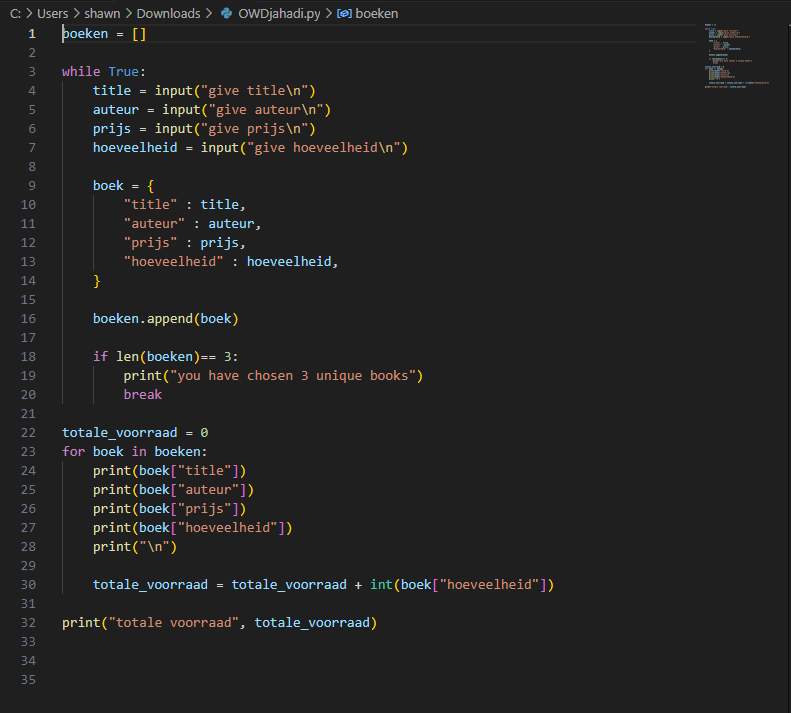 C: > Users > shawn > Downloads > OWDjahadi.py > boeken
1 boeken = []
2
3 while True:
4     title = input("give title\n")
5     auteur = input("give auteur\n")
6     prijs = input("give prijs\n")
7     hoeveelheid = input("give hoeveelheid\n")
8
9     boek = {
10         "title" : title,
11         "auteur" : auteur,
12         "prijs" : prijs,
13         "hoeveelheid" : hoeveelheid,
14     }
15
16     boeken.append(boek)
17
18     if len(boeken)== 3:
19         print("you have chosen 3 unique books")
20         break
21
22 totale_voorraad = 0
23 for boek in boeken:
24     print(boek["title"])
25     print(boek["auteur"])
26     print(boek["prijs"])
27     print(boek["hoeveelheid"])
28     print("\n")
29
30     totale_voorraad = totale_voorraad + int(boek["hoeveelheid"])
31
32 print("totale voorraad", totale_voorraad)
33
34
35